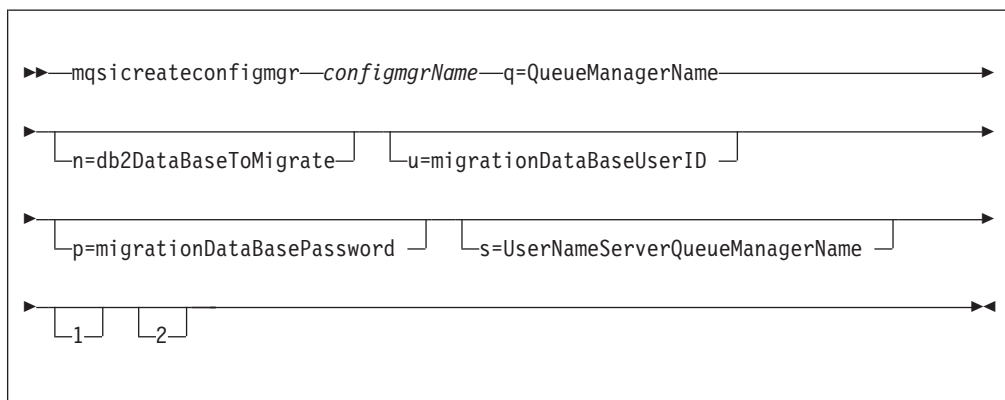 mqsicreateconfigmgr configmgrName q=QueueManagerName
n=db2DataBaseToMigrate u=migrationDataBaseUserID
p=migrationDataBasePassword s=UserNameServerQueueManagerName
1 2